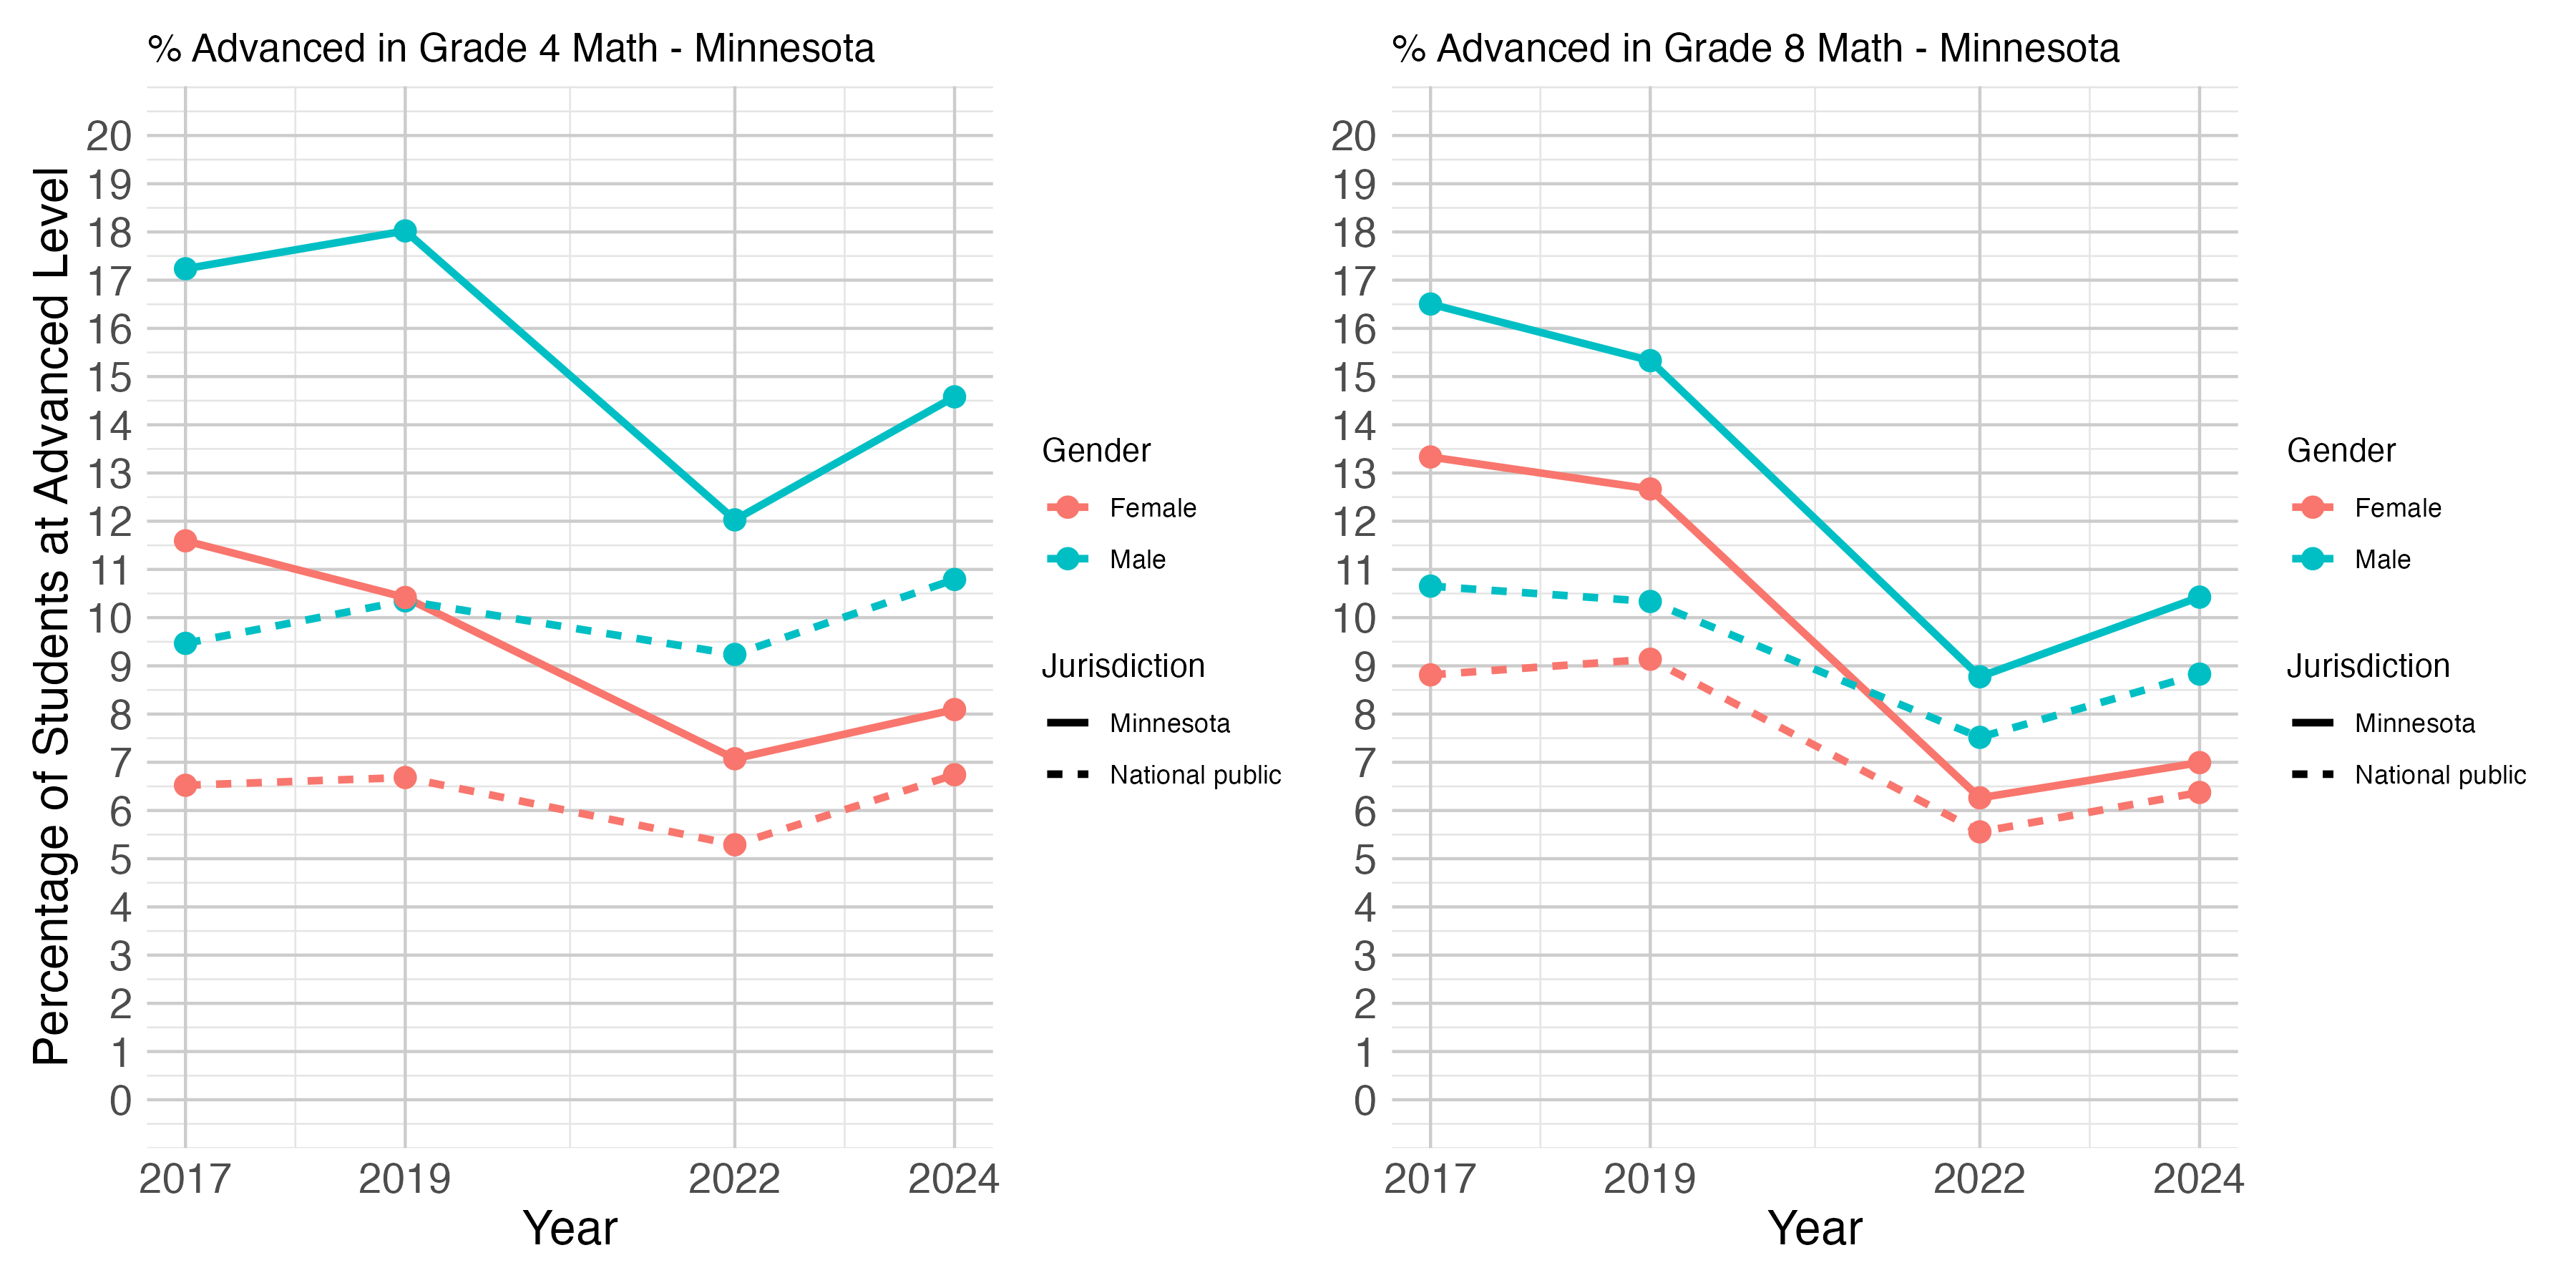 % Advanced in Grade 4 Math - Minnesota
Percentage of Students at Advanced Level
20
19
18
17
16
15
14
13
12
11
10
9
8
7
6
5
4
3
2
1
0
2017 2019 2022 2024
Year
Gender
Female
Male
Jurisdiction
Minnesota
National public
% Advanced in Grade 8 Math - Minnesota
20
19
18
17
16
15
14
13
12
11
10
9
8
7
6
5
4
3
2
1
0
2017 2019 2022 2024
Year
Gender
Female
Male
Jurisdiction
Minnesota
National public